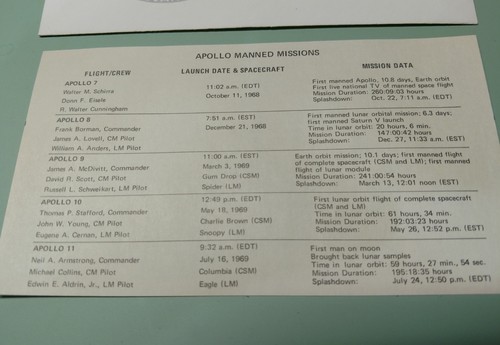 APOLLO MANNED MISSIONS
FLIGHT/CREW LAUNCH DATE & SPACECRAFT MISSION DATA
APOLLO 7 11:02 a.m. (EDT) First manned Apollo, 10.8 days, Earth orbit
Walter M. Schirra October 11, 1968 First live national TV of manned space flight
Donn F. Eisele Mission Duration: 260:09:03 hours
R. Walter Cunningham Splashdown: Oct. 22, 7:11 a.m. (EDT)
APOLLO 8 7:51 a.m. (EST) First manned lunar orbital mission; 6.3 days;
Frank Borman, Commander December 21, 1968 first manned Saturn V launch
James A. Lovell, CM Pilot Time in lunar orbit: 20 hours, 6 min.
William A. Anders, LM Pilot Mission Duration: 147:00:42 hours
Splashdown: Dec. 27, 11:33 a.m. (EST)
APOLLO 9 11:00 a.m. (EST) Earth orbit mission; 10.1 days; first manned flight
James A. McDivitt, Commander March 3, 1969 of complete spacecraft (CSM and LM); first manned
David R. Scott, CM Pilot Gum Drop (CSM) flight of lunar module
Russell L. Schweikart, LM Pilot Spider (LM) Mission Duration: 241:00:54 hours
Splashdown: March 13, 12:01 noon (EST)
APOLLO 10 12:49 p.m. (EDT) First lunar orbit flight of complete spacecraft
Thomas P. Stafford, Commander May 18, 1969 (CSM and LM)
John W. Young, CM Pilot Charlie Brown (CSM) Time in lunar orbit: 61 hours, 34 min.
Eugene A. Cernan, LM Pilot Snoopy (LM) Mission Duration: 192:03:23 hours
Splashdown: May 26, 12:52 p.m. (EST)
APOLLO 11 9:32 a.m. (EDT) First man on moon
Neil A. Armstrong, Commander July 16, 1969 Brought back lunar samples
Michael Collins, CM Pilot Columbia (CSM) Time in lunar orbit: 59 hours, 27 min., 54 sec.
Edwin E. Aldrin, Jr., LM Pilot Eagle (LM) Mission Duration: 195:18:35 hours
Splashdown: July 24, 12:50 p.m. (EDT)